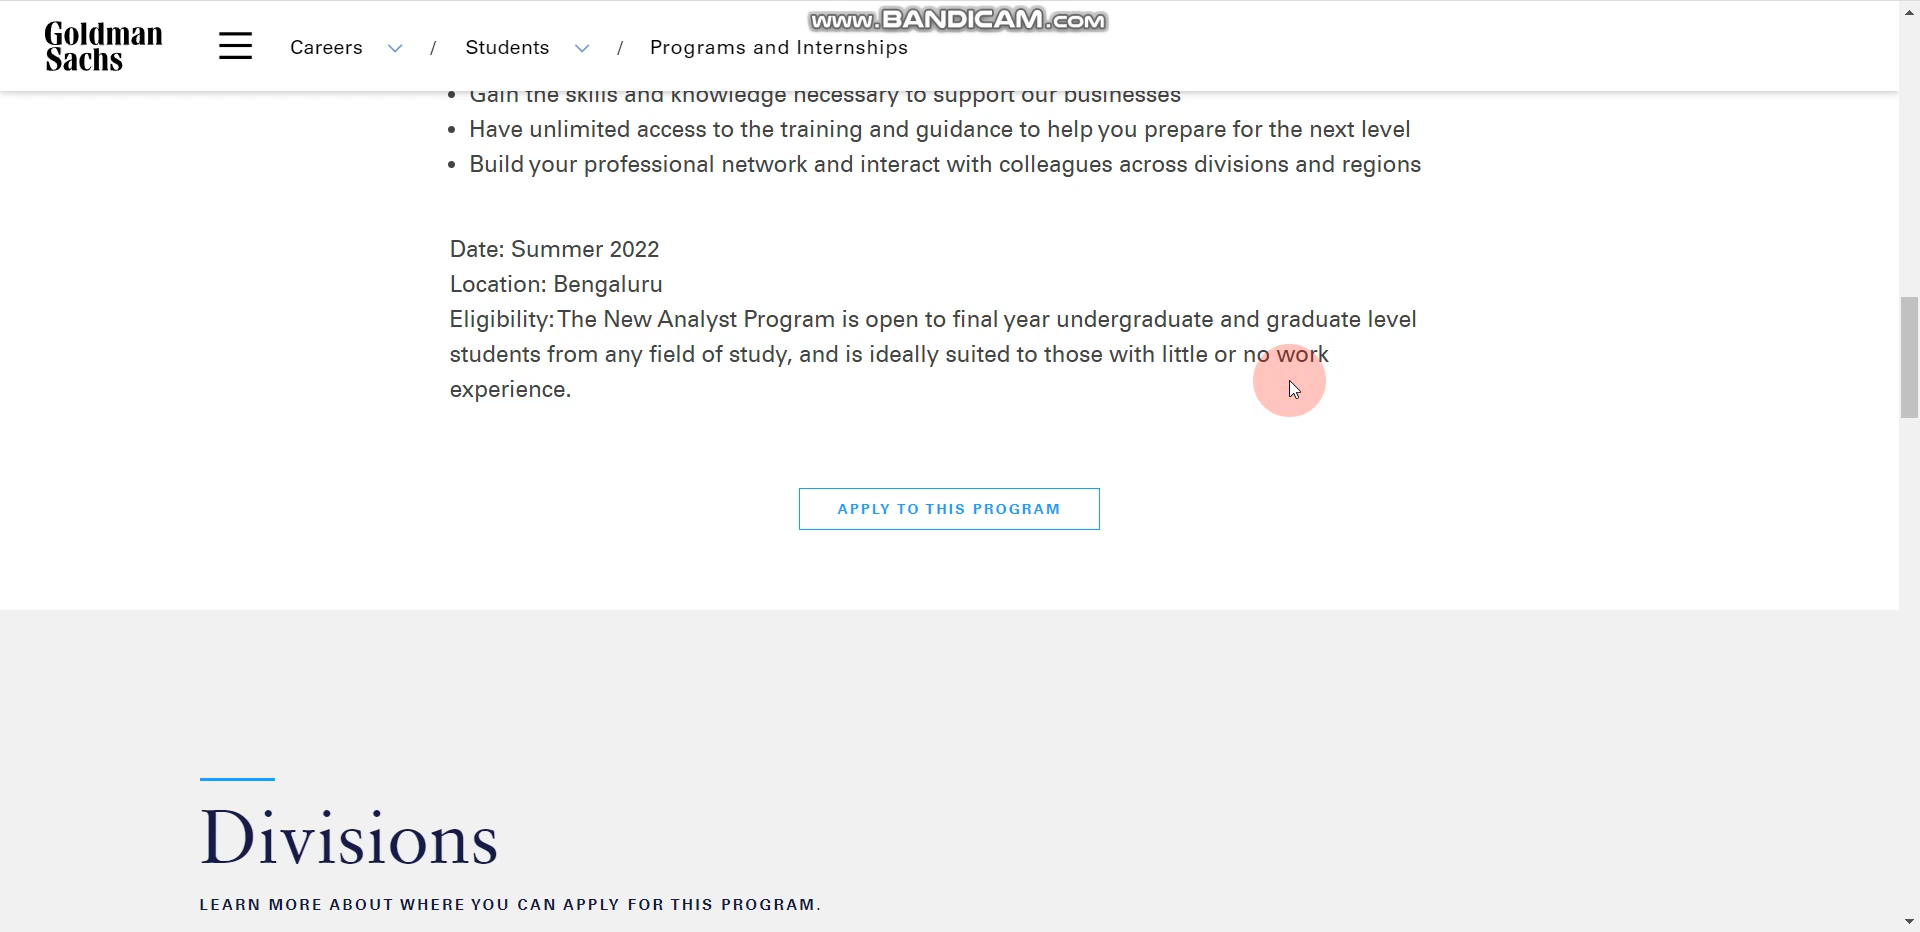 www.BANDICAM.com
Goldman
Sachs
Careers / Students / Programs and Internships
• Gain the skills and knowledge necessary to support our businesses
• Have unlimited access to the training and guidance to help you prepare for the next level
• Build your professional network and interact with colleagues across divisions and regions
Date: Summer 2022
Location: Bengaluru
Eligibility: The New Analyst Program is open to final year undergraduate and graduate level
students from any field of study, and is ideally suited to those with little or no work
experience.
APPLY TO THIS PROGRAM
Divisions
LEARN MORE ABOUT WHERE YOU CAN APPLY FOR THIS PROGRAM.